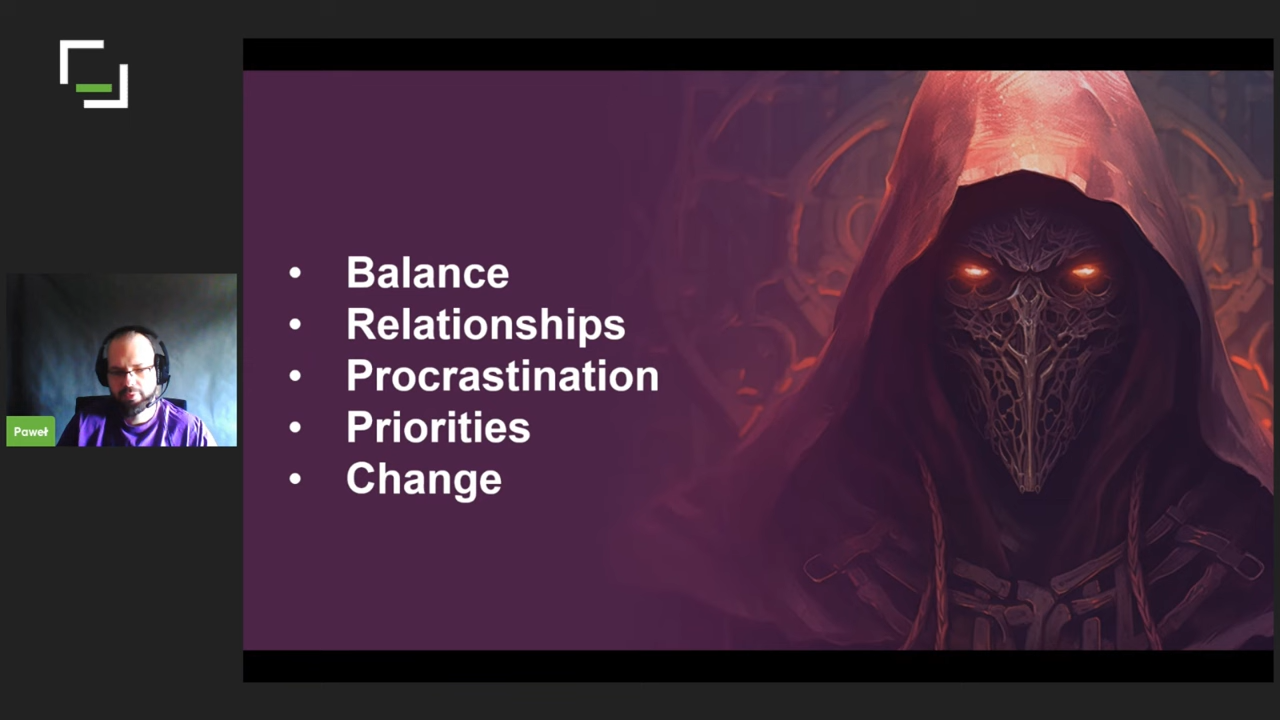 • Balance
• Relationships
• Procrastination
• Priorities
• Change
Paweł